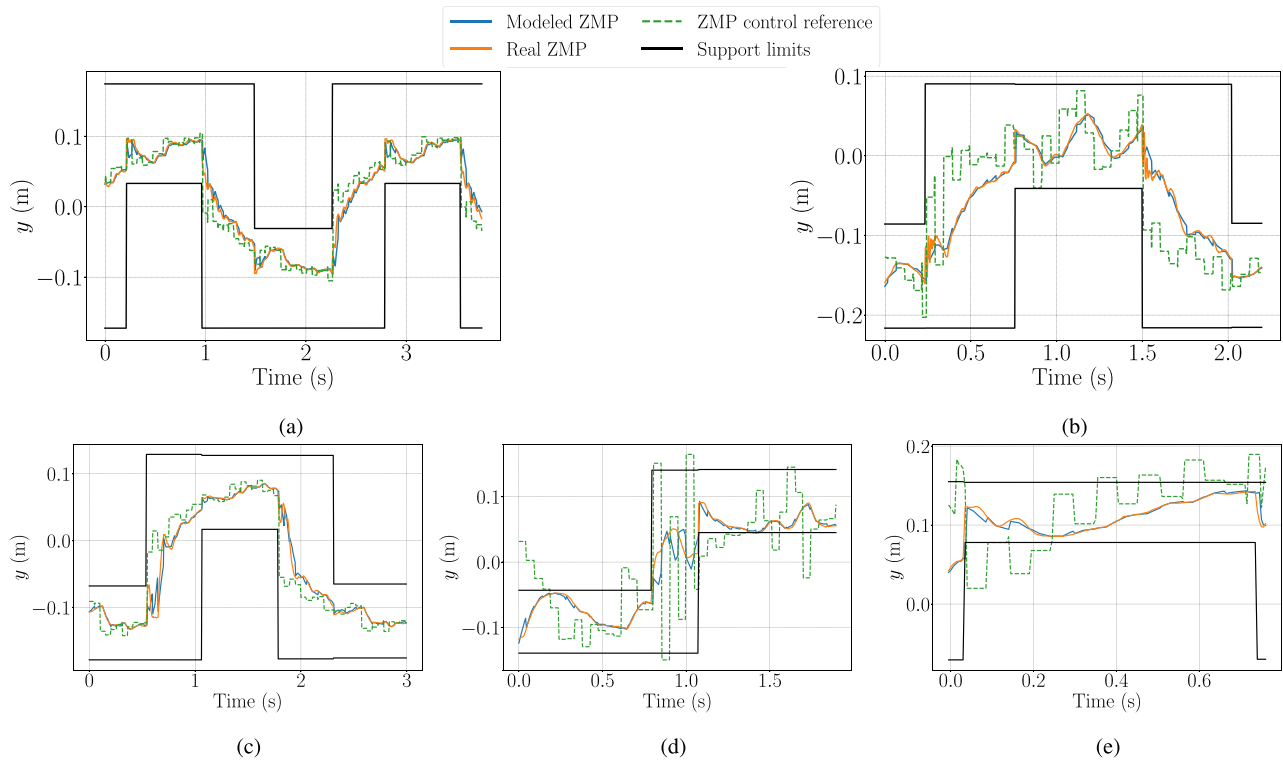 Modeled ZMP
Real ZMP
ZMP control reference
Support limits
0.1
0.0
−0.1
y (m)
0 1 2 3
Time (s)
(a)
0.1
0.0
−0.1
−0.2
y (m)
0.0 0.5 1.0 1.5 2.0
Time (s)
(b)
0.1
0.0
−0.1
y (m)
0 1 2 3
Time (s)
(c)
0.1
0.0
−0.1
y (m)
0.0 0.5 1.0 1.5
Time (s)
(d)
0.2
0.1
0.0
y (m)
0.0 0.2 0.4 0.6
Time (s)
(e)